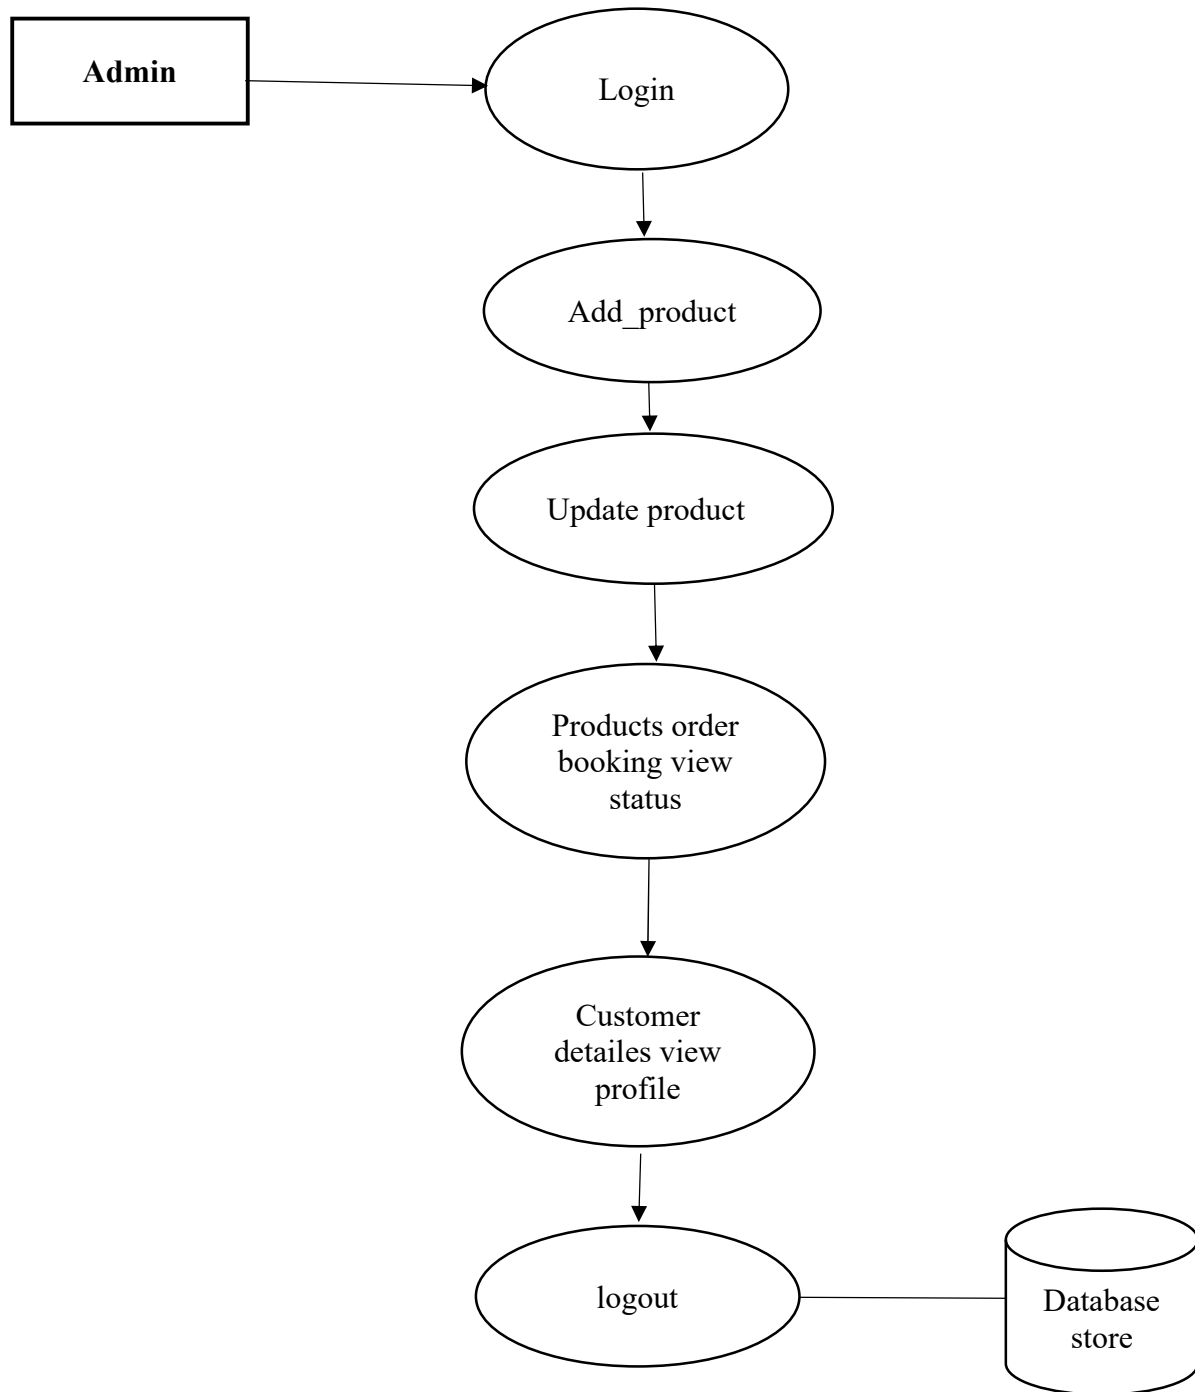 Admin
Login
Add_product
Update product
Products order
booking view
status
Customer
detailes view
profile
logout
Database
store